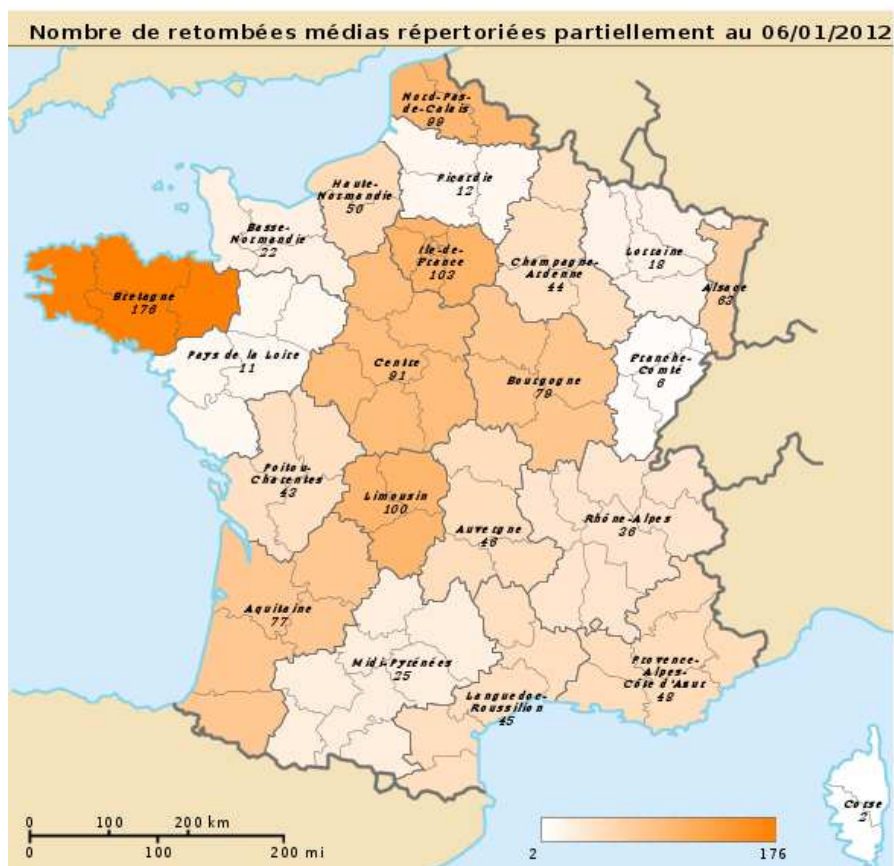 Nombre de retombées médias répertoriées partiellement au 06/01/2012
Nord-Pas-
de-Calais
99
Picardie
12
Haute-
Normandie
50
Basse-
Normandie
22
Ile-de-
France
103
Champagne-
Ardenne
44
Lorraine
18
Alsace
63
Bretagne
176
Pays de la Loire
11
Centre
91
Bourgogne
79
Franche-
Comté
6
Poitou-
Charentes
43
Limousin
100
Auvergne
46
Rhône-Alpes
36
Aquitaine
77
Midi-Pyrénées
25
Languedoc-
Roussillon
45
Provence-
Alpes-
Côte d'Azur
49
Corse
2
0 100 200 km
0 100 200 mi
2 176